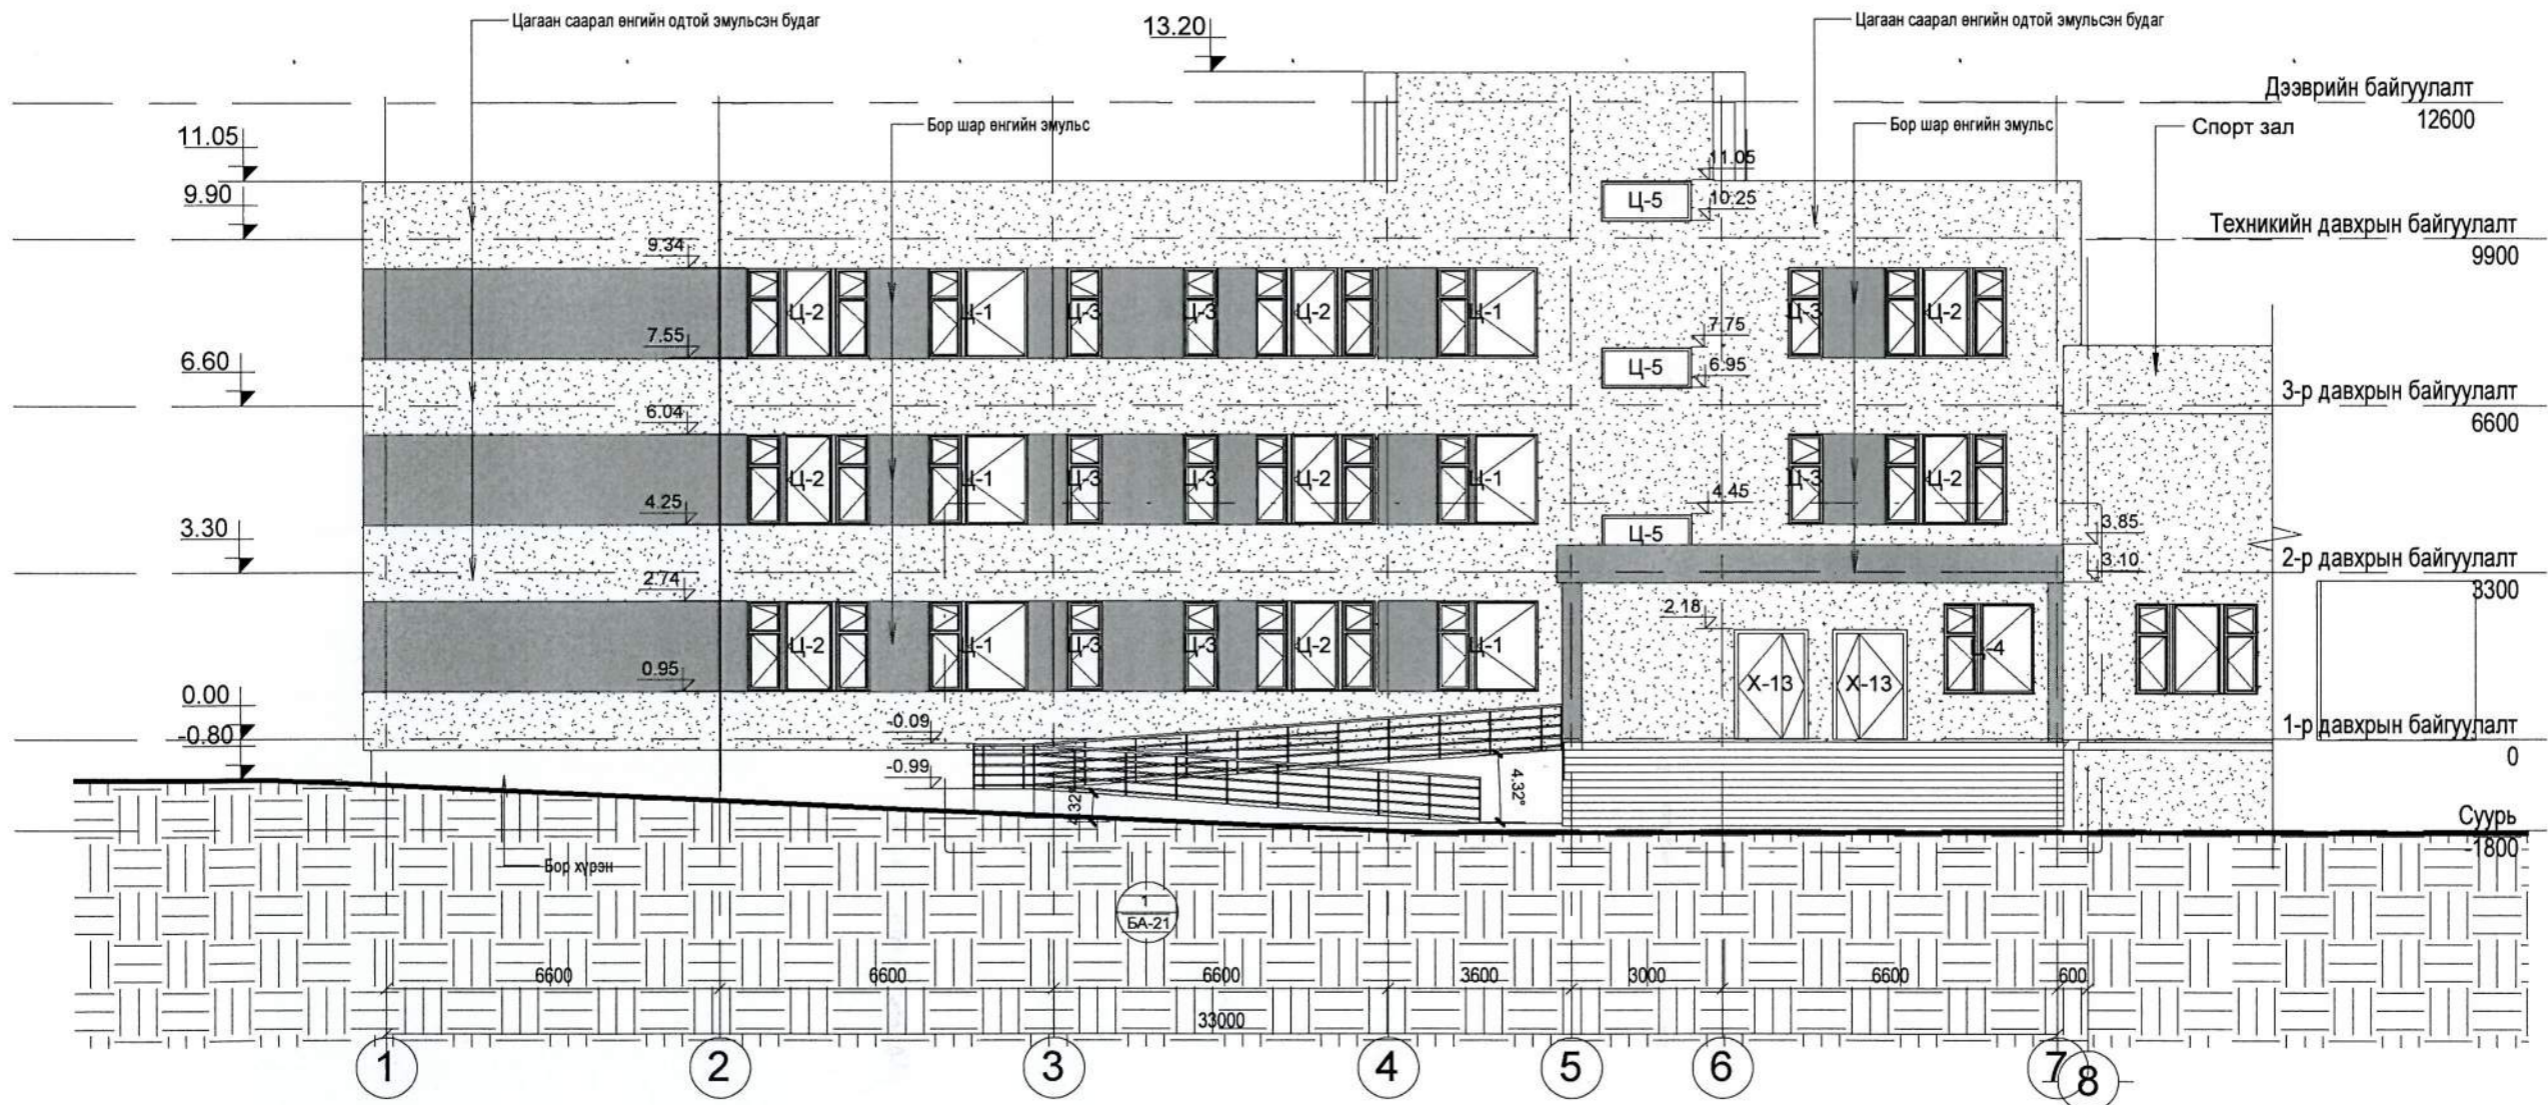 Цагаан саарал өнгийн одтой эмульсэн будаг
13.20
Цагаан саарал өнгийн одтой эмульсэн будаг
Дээврийн байгуулалт
12600
11.05
Бор шар өнгийн эмульс
Бор шар өнгийн эмульс
Спорт зал
11.05
9.90
Ц-5
10.25
Техникийн давхрын байгуулалт
9900
9.34
Ц-2
Ц-1
Ц-3
Ц-3
Ц-2
Ц-1
Ц-3
Ц-2
7.55
7.75
6.60
Ц-5
6.95
3-р давхрын байгуулалт
6600
6.04
Ц-2
Ц-1
Ц-3
Ц-3
Ц-2
Ц-1
Ц-3
Ц-2
4.25
4.45
3.30
Ц-5
3.85
3.10
2-р давхрын байгуулалт
3300
2.74
2.18
Ц-2
Ц-1
Ц-3
Ц-3
Ц-2
Ц-1
Ц-4
0.95
Х-13
Х-13
0.00
-0.09
1-р давхрын байгуулалт
0
-0.80
-0.99
4.32°
4.32°
Суурь
-1800
Бор хүрэн
1
БА-21
6600
6600
6600
3600
3000
6600
600
33000
1
2
3
4
5
6
7
8